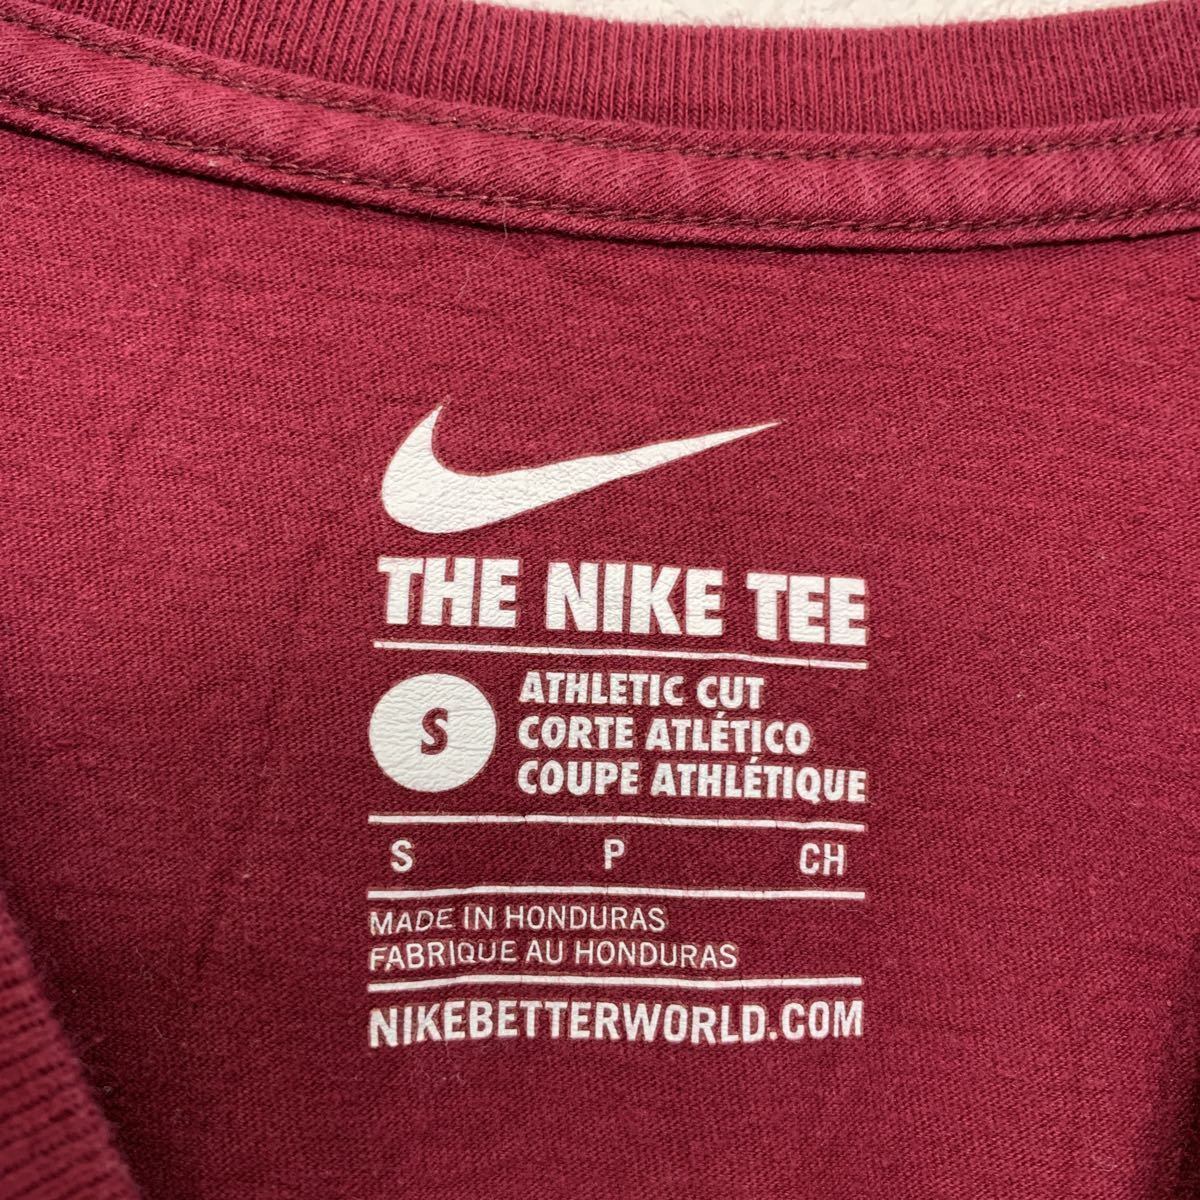 THE NIKE TEE
S
ATHLETIC CUT
CORTE ATLÉTICO
COUPE ATHLÉTIQUE
S P CH
MADE IN HONDURAS
FABRIQUE AU HONDURAS
NIKEBETTERWORLD.COM